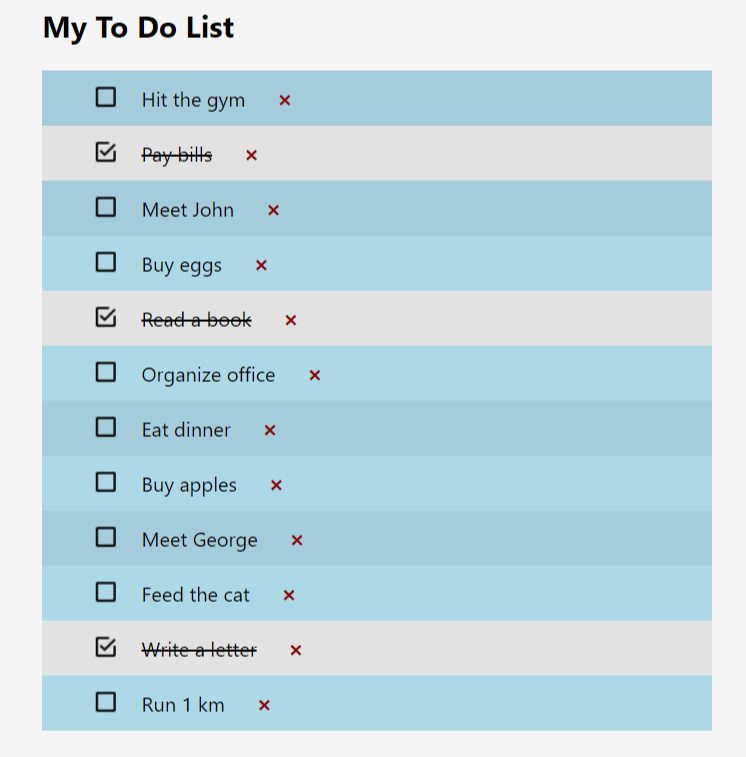 My To Do List
Hit the gym ×
Pay bills ×
Meet John ×
Buy eggs ×
Read a book ×
Organize office ×
Eat dinner ×
Buy apples ×
Meet George ×
Feed the cat ×
Write a letter ×
Run 1 km ×